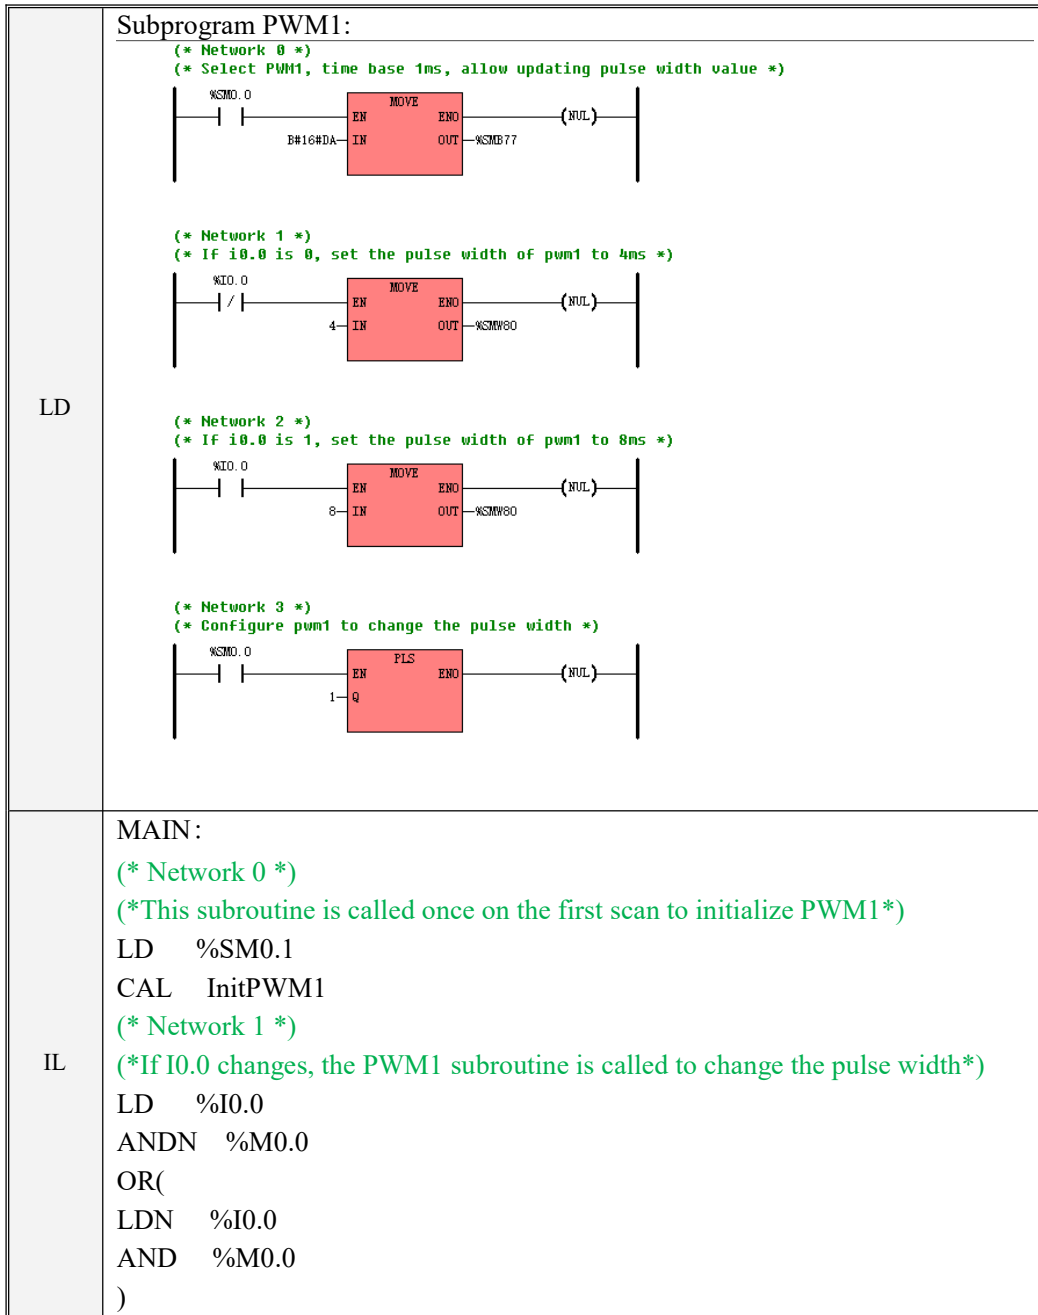 Subprogram PWM1:
(* Network 0 *)
(* Select PWM1, time base 1ms, allow updating pulse width value *)
%SM0.0
MOVE
EN ENO (NUL)
B#16#DA IN OUT %SMB77
(* Network 1 *)
(* If i0.0 is 0, set the pulse width of pwm1 to 4ms *)
%I0.0
MOVE
EN ENO (NUL)
4 IN OUT %SMW80
(* Network 2 *)
(* If i0.0 is 1, set the pulse width of pwm1 to 8ms *)
%I0.0
MOVE
EN ENO (NUL)
8 IN OUT %SMW80
(* Network 3 *)
(* Configure pwm1 to change the pulse width *)
%SM0.0
PLS
EN ENO (NUL)
1 Q
LD
MAIN:
(* Network 0 *)
(*This subroutine is called once on the first scan to initialize PWM1*)
LD %SM0.1
CAL InitPWM1
(* Network 1 *)
(*If I0.0 changes, the PWM1 subroutine is called to change the pulse width*)
LD %I0.0
ANDN %M0.0
OR(
LDN %I0.0
AND %M0.0
)
IL